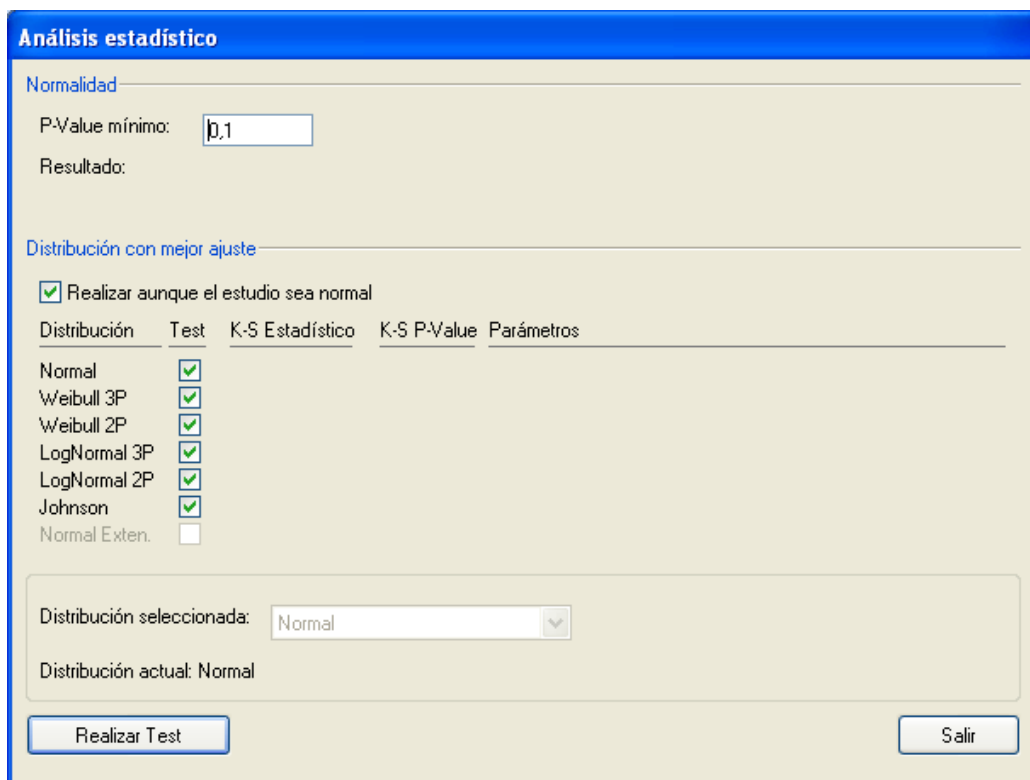 Análisis estadístico
Normalidad
P-Value mínimo: 0,1
Resultado:
Distribución con mejor ajuste
Realizar aunque el estudio sea normal
Distribución Test K-S Estadístico K-S P-Value Parámetros
Normal
Weibull 3P
Weibull 2P
LogNormal 3P
LogNormal 2P
Johnson
Normal Exten.
Distribución seleccionada: Normal
Distribución actual: Normal
Realizar Test Salir